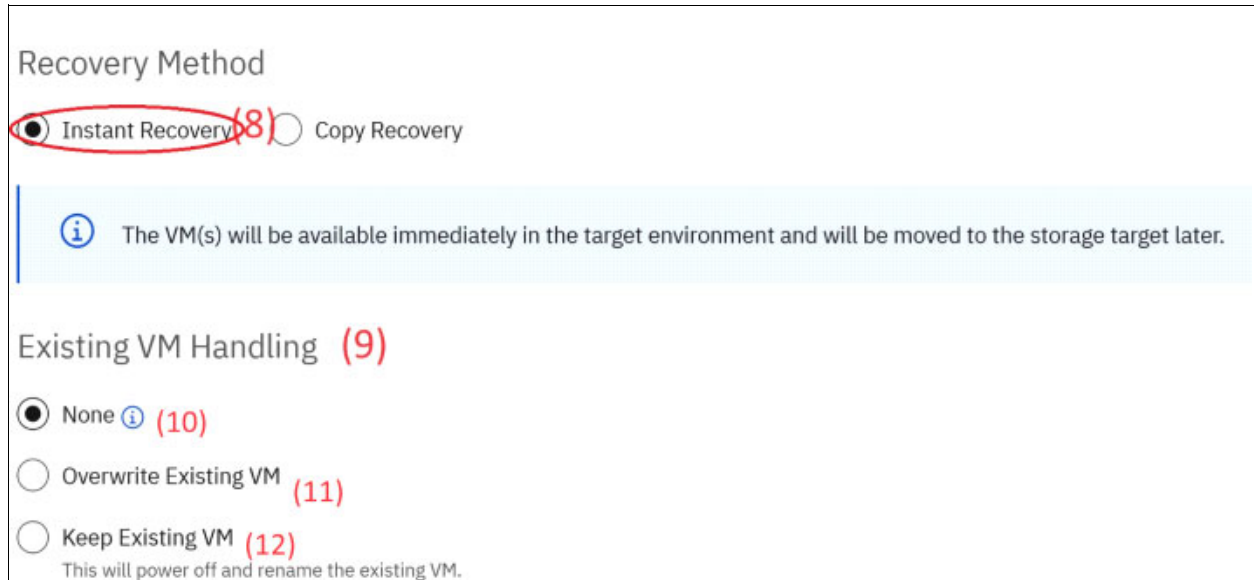 Recovery Method
Instant Recovery (8) Copy Recovery
The VM(s) will be available immediately in the target environment and will be moved to the storage target later.
Existing VM Handling (9)
None (10)
Overwrite Existing VM (11)
Keep Existing VM (12)
This will power off and rename the existing VM.